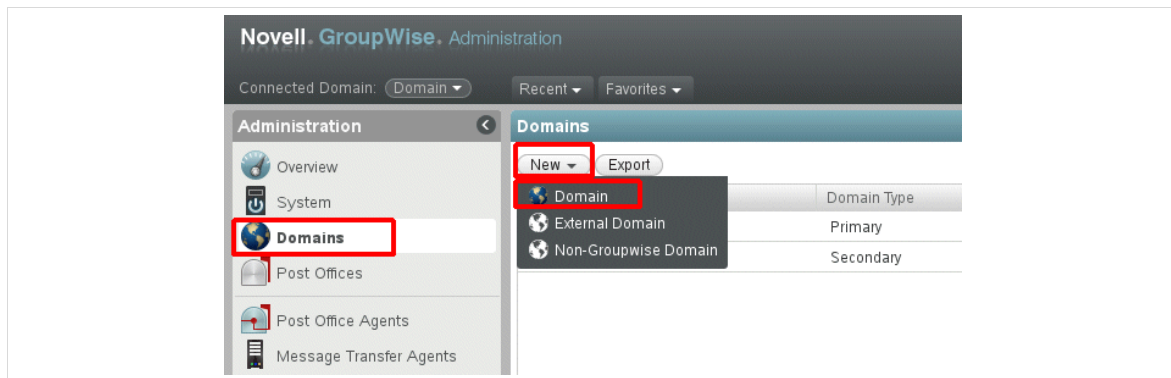 Novell. GroupWise. Administration
Connected Domain: Domain Recent Favorites
Administration
Overview
System
Domains
Post Offices
Post Office Agents
Message Transfer Agents
Domains
New Export
Domain
External Domain
Non-Groupwise Domain
Domain Type
Primary
Secondary